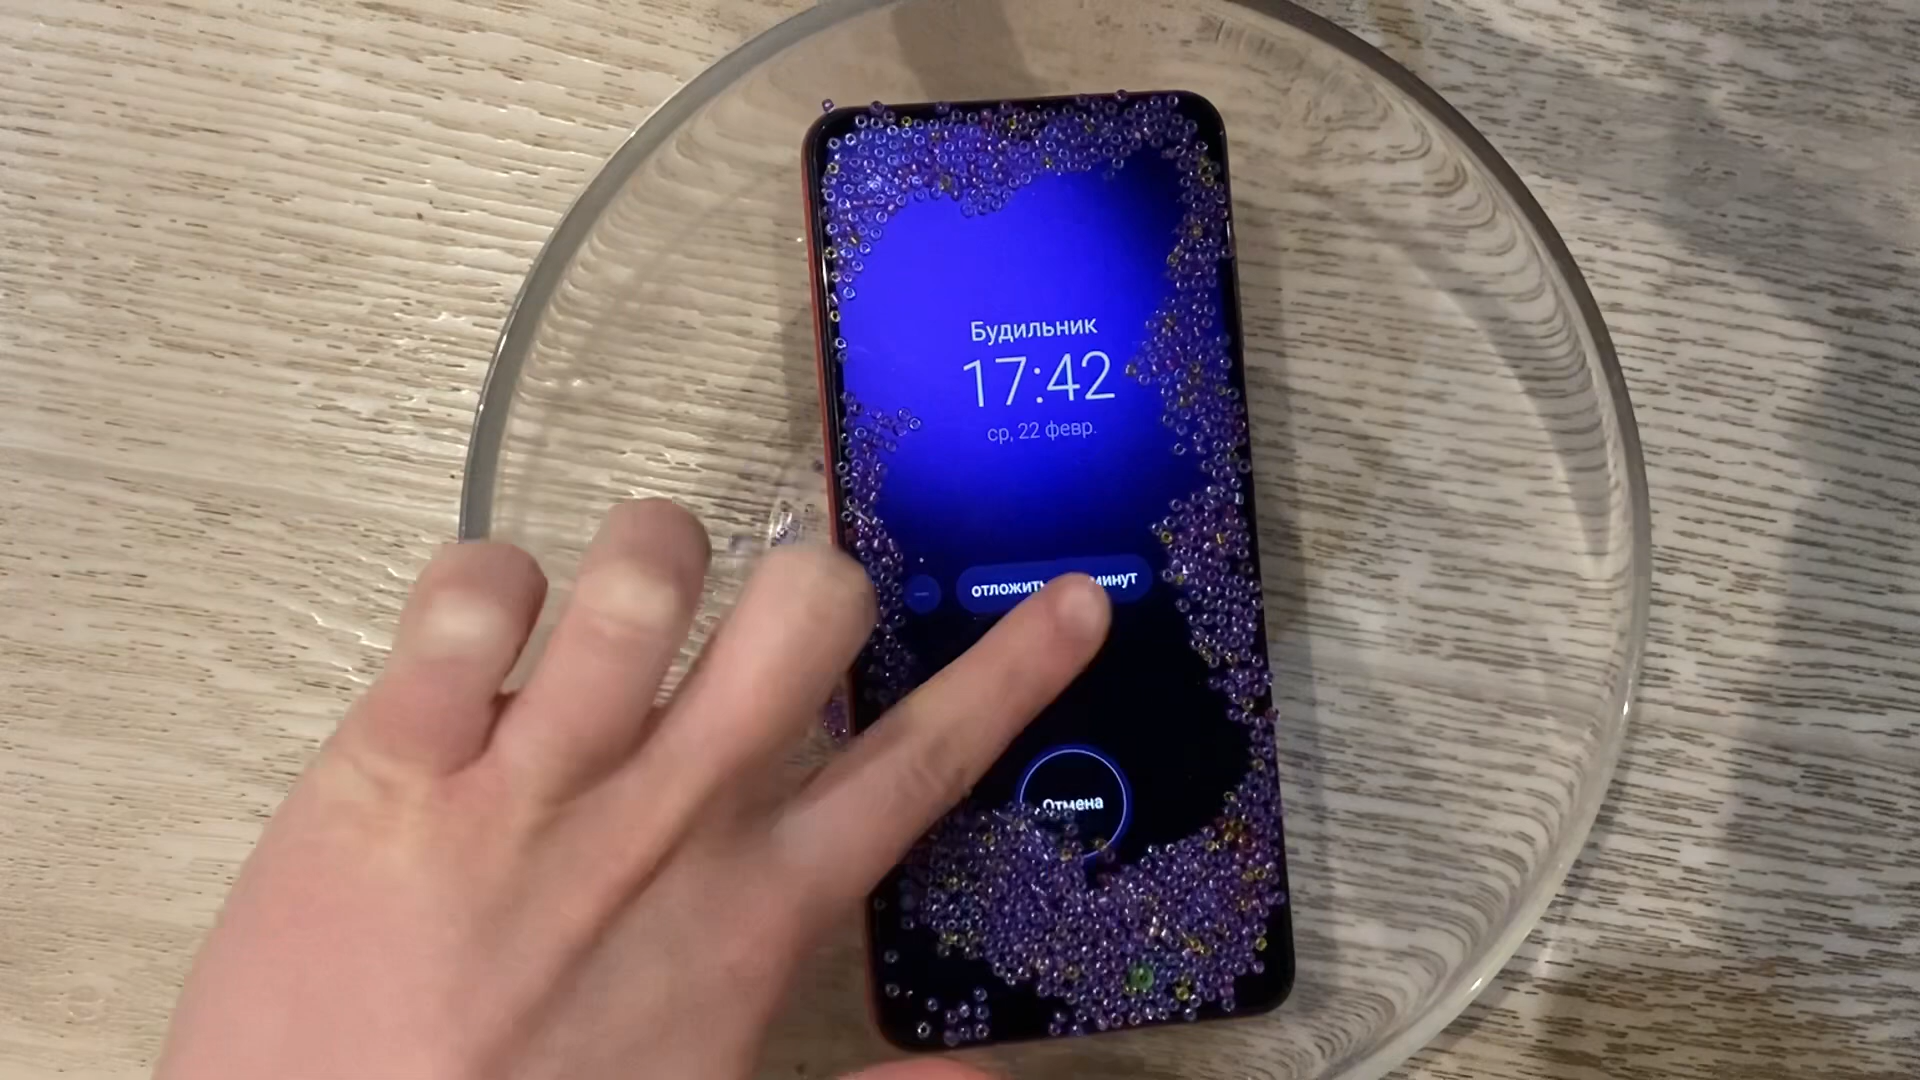 Будильник
17:42
ср, 22 февр.
отложить минут
Отмена